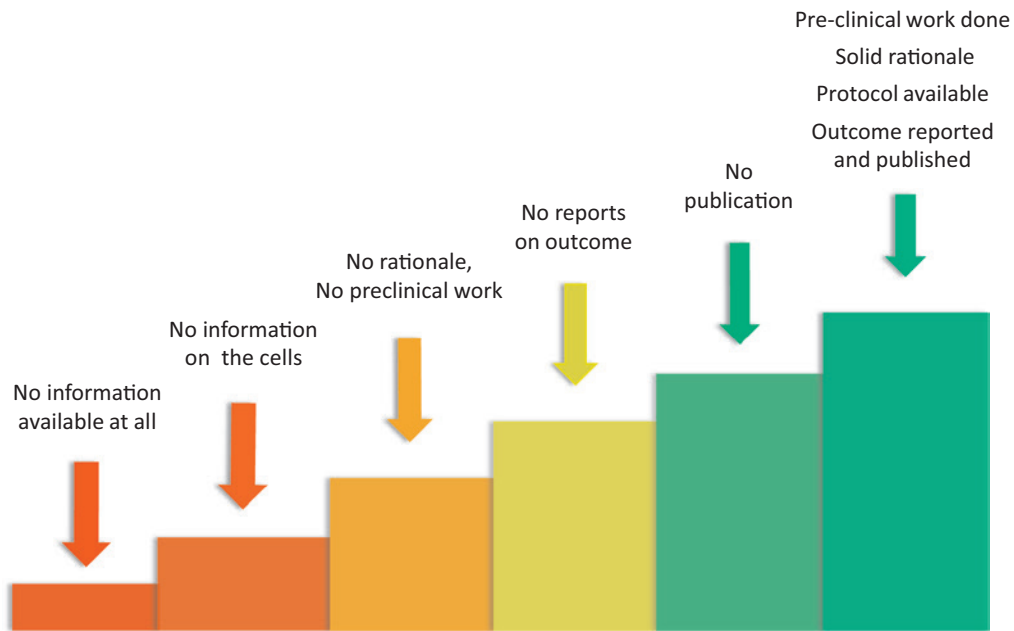 No information
available at all
No information
on the cells
No rationale,
No preclinical work
No reports
on outcome
No
publication
Pre-clinical work done
Solid rationale
Protocol available
Outcome reported
and published